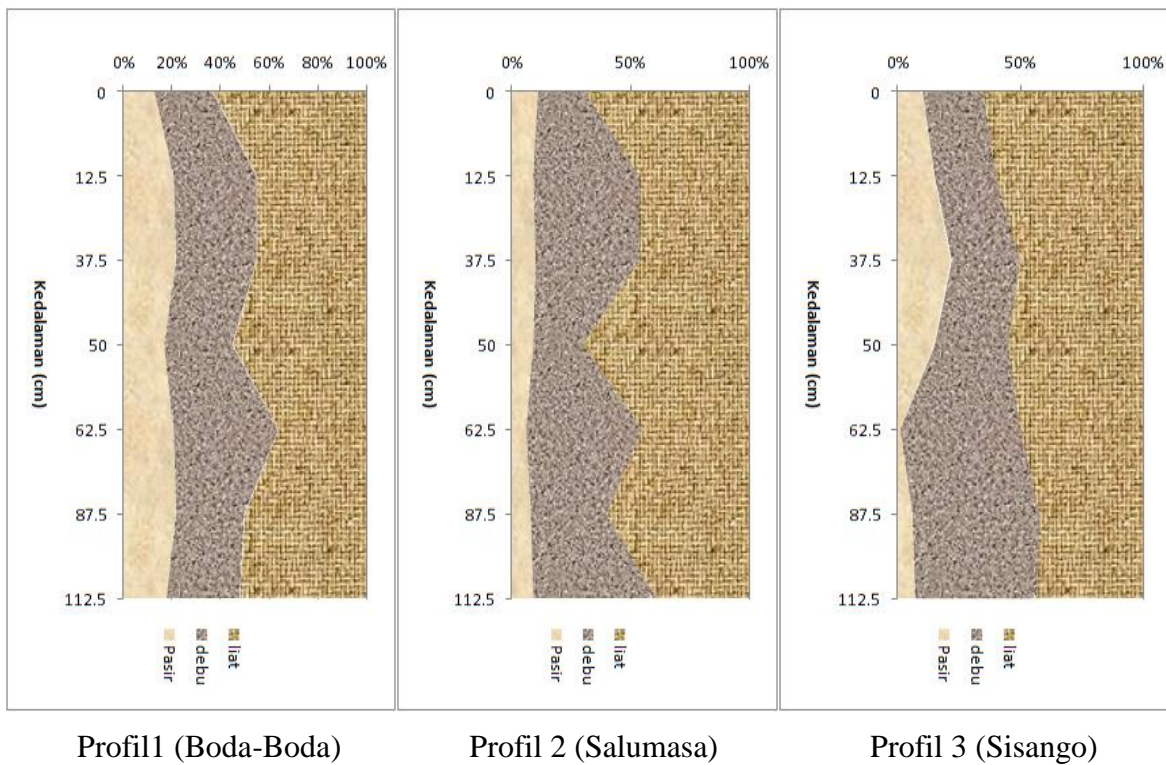 0% 20% 40% 60% 80% 100%
0
12.5
37.5
50
62.5
87.5
112.5
Kedalaman (cm)
liat
debu
Pasir
Profil1 (Boda-Boda)
0% 50% 100%
0
12.5
37.5
50
62.5
87.5
112.5
Kedalaman (cm)
liat
debu
Pasir
Profil 2 (Salumasa)
0% 50% 100%
0
12.5
37.5
50
62.5
87.5
112.5
Kedalaman (cm)
liat
debu
Pasir
Profil 3 (Sisango)